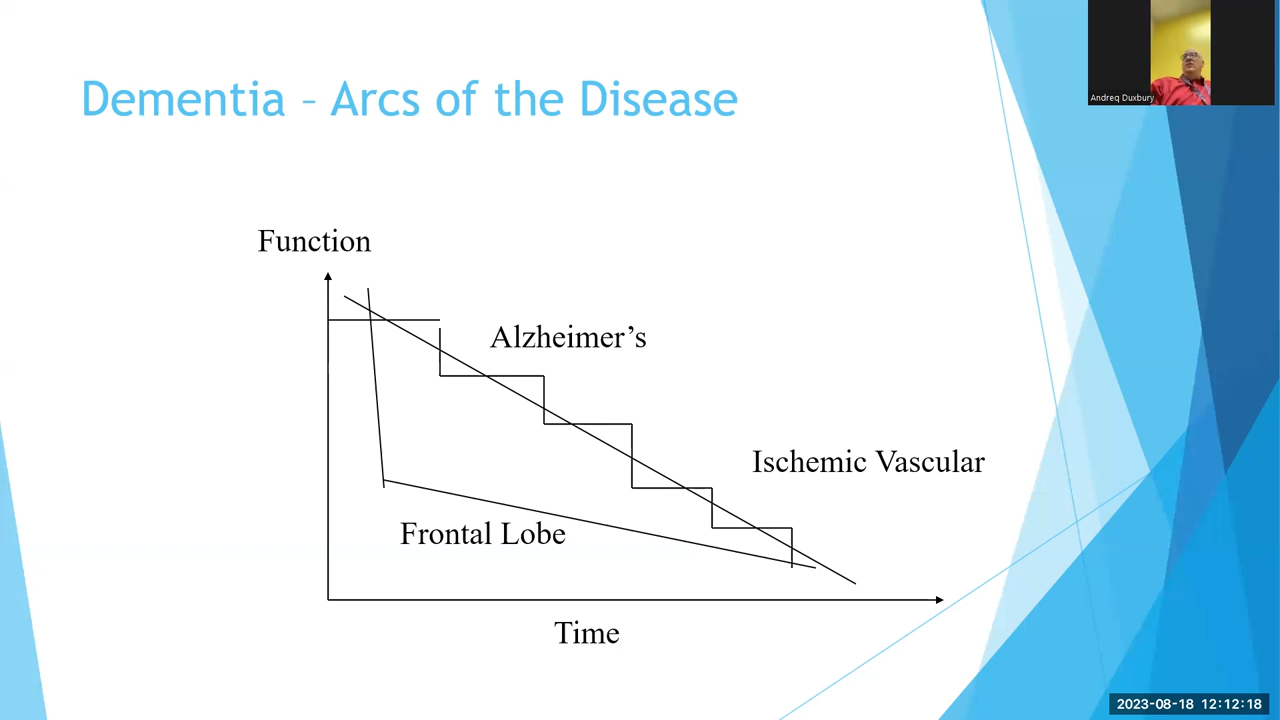 Dementia – Arcs of the Disease
Andreq Duxbury
Function
Alzheimer’s
Ischemic Vascular
Frontal Lobe
Time
2023-08-18 12:12:18